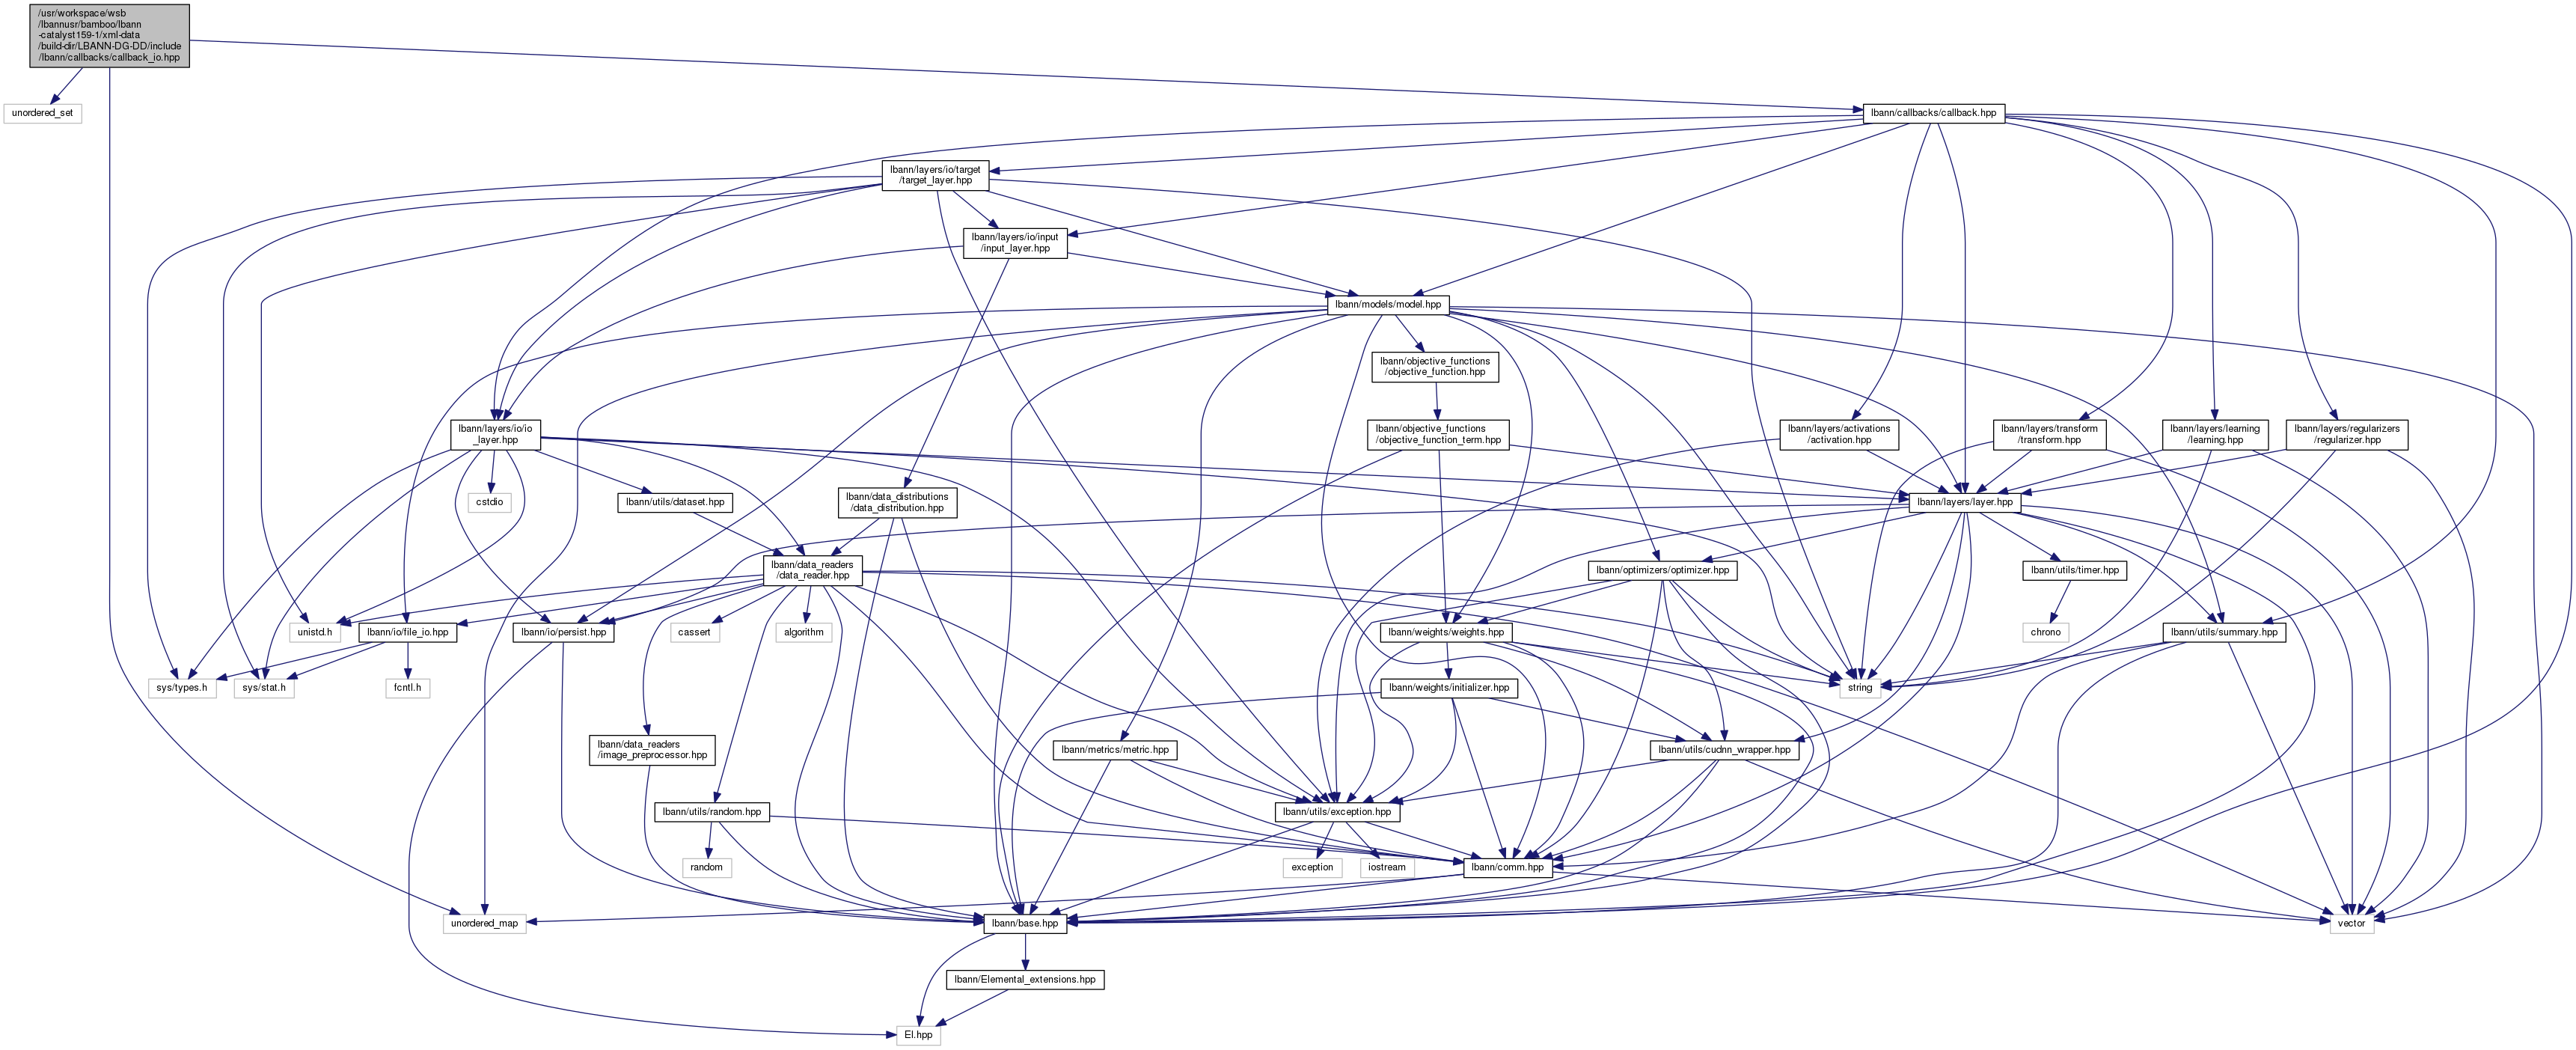 /usr/workspace/wsb
/lbannusr/bamboo/lbann
-catalyst159-1/xml-data
/build-dir/LBANN-DG-DD/include
/lbann/callbacks/callback_io.hpp
unordered_set
lbann/callbacks/callback.hpp
lbann/layers/io/target
/target_layer.hpp
lbann/layers/io/input
/input_layer.hpp
lbann/models/model.hpp
lbann/objective_functions
/objective_function.hpp
lbann/layers/io/io
_layer.hpp
lbann/objective_functions
/objective_function_term.hpp
lbann/layers/activations
/activation.hpp
lbann/layers/transform
/transform.hpp
lbann/layers/learning
/learning.hpp
lbann/layers/regularizers
/regularizer.hpp
cstdio
lbann/utils/dataset.hpp
lbann/data_distributions
/data_distribution.hpp
lbann/layers/layer.hpp
lbann/data_readers
/data_reader.hpp
lbann/optimizers/optimizer.hpp
lbann/utils/timer.hpp
unistd.h
lbann/io/file_io.hpp
lbann/io/persist.hpp
cassert
algorithm
lbann/weights/weights.hpp
chrono
lbann/utils/summary.hpp
sys/types.h
sys/stat.h
fcntl.h
lbann/weights/initializer.hpp
string
lbann/data_readers
/image_preprocessor.hpp
lbann/metrics/metric.hpp
lbann/utils/cudnn_wrapper.hpp
lbann/utils/random.hpp
lbann/utils/exception.hpp
random
exception
iostream
lbann/comm.hpp
unordered_map
lbann/base.hpp
vector
lbann/Elemental_extensions.hpp
El.hpp